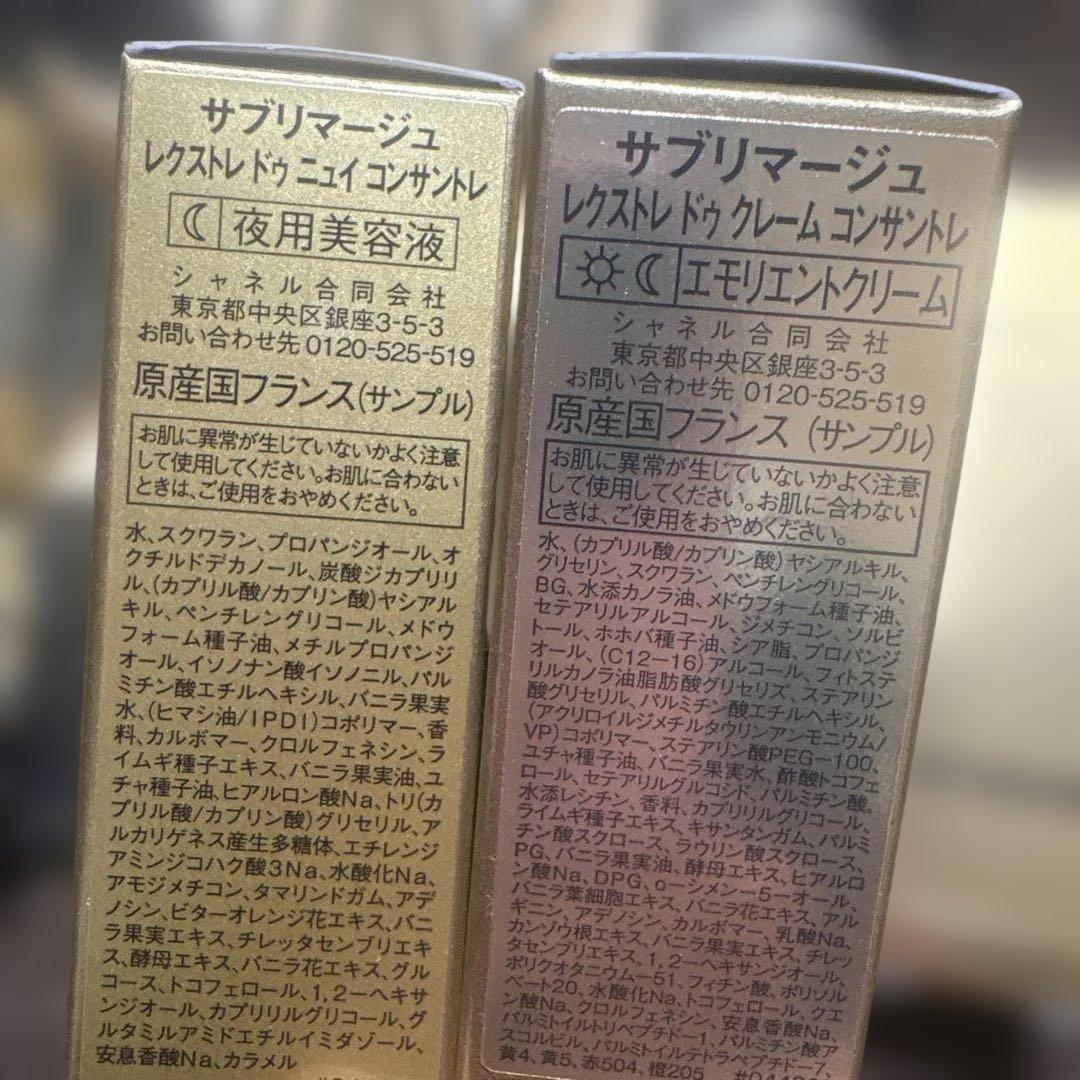 サブリマージュ
レクストレ ドゥ ニュイ コンサントレ
夜用美容液
シャネル合同会社
東京都中央区銀座3-5-3
お問い合わせ先 0120-525-519
原産国フランス(サンプル)
お肌に異常が生じていないかよく注意
して使用してください。お肌に合わない
ときは、ご使用をおやめください。
水、スクワラン、プロパンジオール、オ
クチルドデカノール、炭酸ジカプリリ
ル、(カプリル酸/カプリン酸)ヤシアル
キル、ペンチレングリコール、メドウ
フォーム種子油、メチルプロパンジ
オール、イソノナン酸イソノニル、パル
ミチン酸エチルヘキシル、バニラ果実
水、(ヒマシ油/IPDI)コポリマー、香
料、カルボマー、クロルフェネシン、ラ
イムギ種子エキス、バニラ果実油、ユ
チャ種子油、ヒアルロン酸Na、トリ(カ
プリル酸/カプリン酸)グリセリル、ア
ルカリゲネス産生多糖体、エチレンジ
アミンジコハク酸3Na、水酸化Na、
アモジメチコン、タマリンドガム、アデ
ノシン、ビターオレンジ花エキス、バニ
ラ果実エキス、チレッタセンブリエキ
ス、酵母エキス、バニラ花エキス、グル
コース、トコフェロール、1,2ーヘキサ
ンジオール、カプリリルグリコール、グ
ルタミルアミドエチルイミダゾール、
安息香酸Na、カラメル
サブリマージュ
レクストレ ドゥ クレーム コンサントレ
エモリエントクリーム
シャネル合同会社
東京都中央区銀座3-5-3
お問い合わせ先 0120-525-519
原産国フランス (サンプル)
お肌に異常が生じていないかよく注意
して使用してください。お肌に合わない
ときは、ご使用をおやめください。
水、(カプリル酸/カプリン酸)ヤシアルキル、
グリセリン、スクワラン、ペンチレングリコール、
BG、水添カノラ油、メドウフォーム種子油、
セテアリルアルコール、ジメチコン、ソルビ
トール、ホホバ種子油、シア脂、プロパンジ
オール、(C12ー16)アルコール、フィトステ
リルカノラ油脂肪酸グリセリズ、ステアリン
酸グリセリル、パルミチン酸エチルヘキシル、
(アクリロイルジメチルタウリンアンモニウム/
VP)コポリマー、ステアリン酸PEGー100、
ユチャ種子油、バニラ果実水、酢酸トコフェ
ロール、セテアリルグルコシド、パルミチン酸、
水添レシチン、香料、カプリリルグリコール、
ライムギ種子エキス、キサンタンガム、パルミ
チン酸スクロース、ラウリン酸スクロース、
PG、バニラ果実油、酵母エキス、ヒアルロ
ン酸Na、DPG、oーシメンー5ーオール、
バニラ葉細胞エキス、バニラ花エキス、アル
ギニン、アデノシン、カルボマー、乳酸Na、
カンゾウ根エキス、バニラ果実エキス、チレッ
タセンブリエキス、1,2ーヘキサンジオール、
ポリクオタニウムー51、フィチン酸、ポリソル
ベート20、水酸化Na、トコフェロール、クエ
ン酸Na、クロルフェネシン、安息香酸Na、
パルミトイルトリペプチドー1、パルミチン酸ア
スコルビル、パルミトイルテトラペプチドー7、
黄4、黄5、赤504、橙205